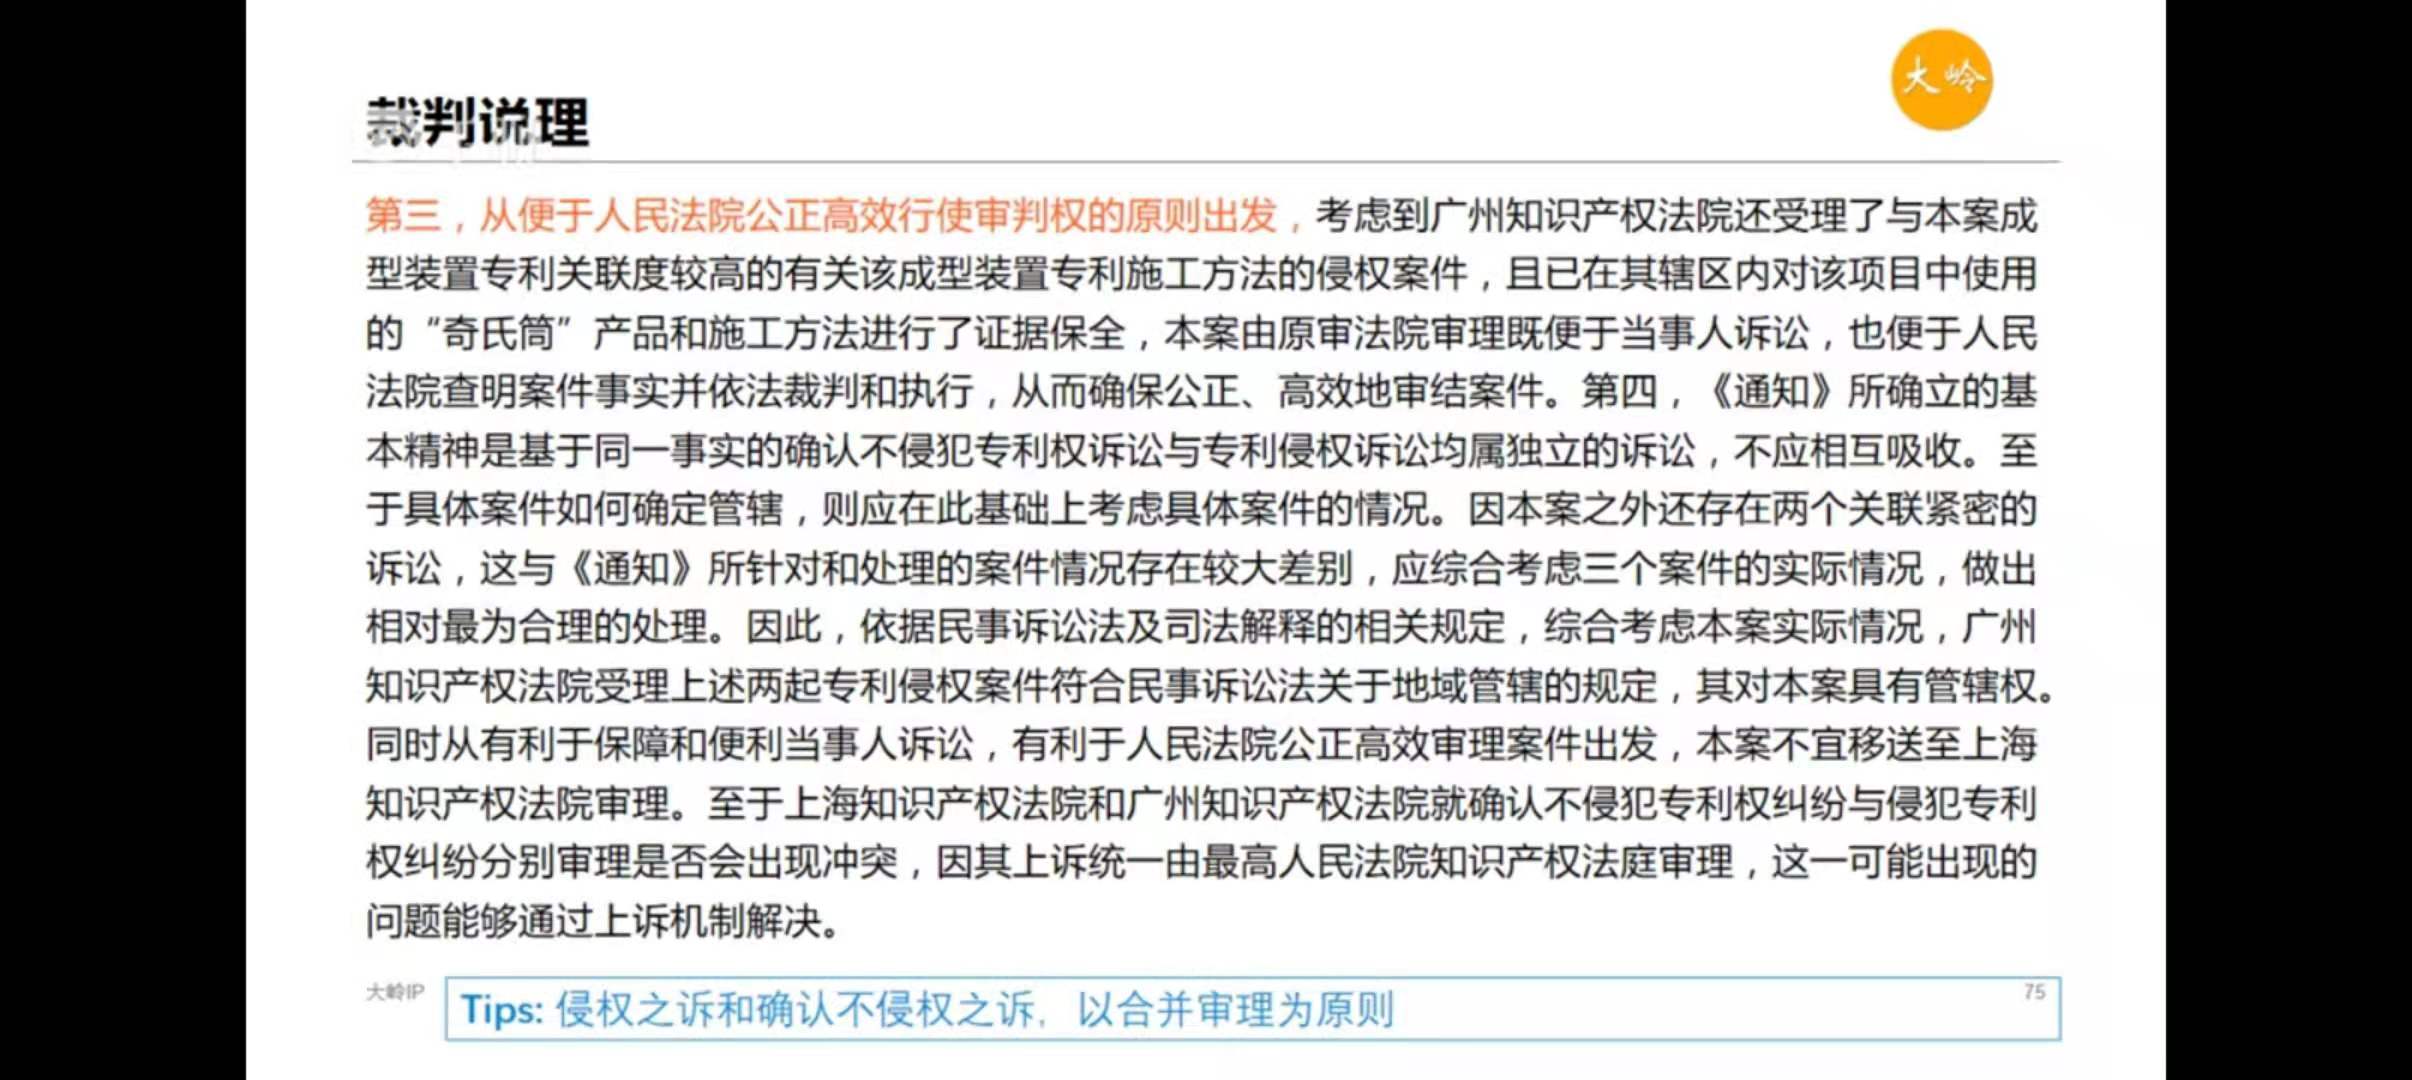 大岭
裁判说理
第三，从便于人民法院公正高效行使审判权的原则出发，考虑到广州知识产权法院还受理了与本案成
型装置专利关联度较高的有关该成型装置专利施工方法的侵权案件，且已在其辖区内对该项目中使用
的“奇氏筒”产品和施工方法进行了证据保全，本案由原审法院审理既便于当事人诉讼，也便于人民
法院查明案件事实并依法裁判和执行，从而确保公正、高效地审结案件。第四，《通知》所确立的基
本精神是基于同一事实的确认不侵犯专利权诉讼与专利侵权诉讼均属独立的诉讼，不应相互吸收。至
于具体案件如何确定管辖，则应在此基础上考虑具体案件的情况。因本案之外还存在两个关联紧密的
诉讼，这与《通知》所针对和处理的案件情况存在较大差别，应综合考虑三个案件的实际情况，做出
相对最为合理的处理。因此，依据民事诉讼法及司法解释的相关规定，综合考虑本案实际情况，广州
知识产权法院受理上述两起专利侵权案件符合民事诉讼法关于地域管辖的规定，其对本案具有管辖权。
同时从有利于保障和便利当事人诉讼，有利于人民法院公正高效审理案件出发，本案不宜移送至上海
知识产权法院审理。至于上海知识产权法院和广州知识产权法院就确认不侵犯专利权纠纷与侵犯专利
权纠纷分别审理是否会出现冲突，因其上诉统一由最高人民法院知识产权法庭审理，这一可能出现的
问题能够通过上诉机制解决。
大岭IP
75
Tips: 侵权之诉和确认不侵权之诉，以合并审理为原则